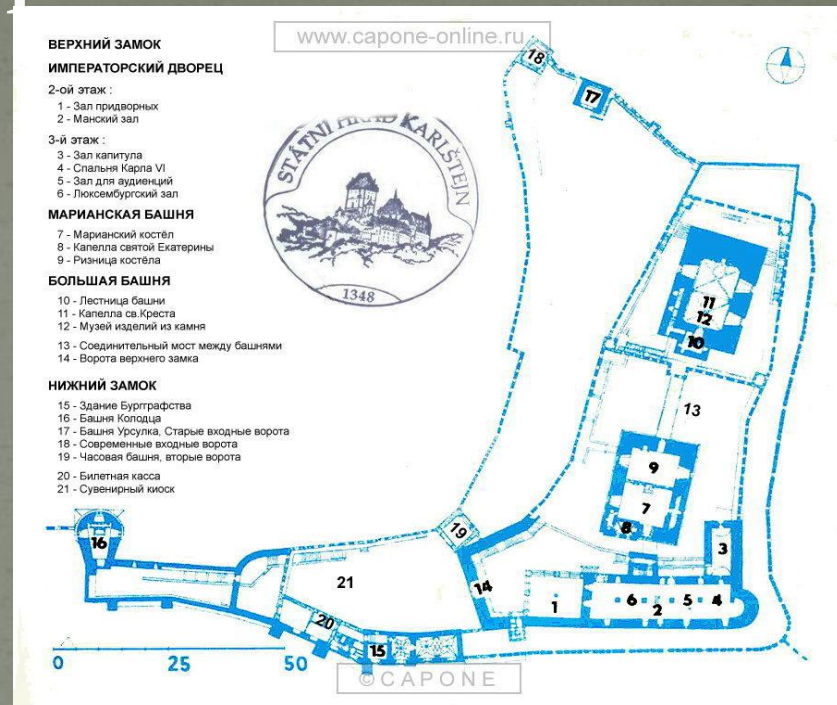 www.capone-online.ru
ВЕРХНИЙ ЗАМОК
ИМПЕРАТОРСКИЙ ДВОРЕЦ
2-ой этаж :
1 - Зал придворных
2 - Манский зал
3-й этаж :
3 - Зал капитула
4 - Спальня Карла VI
5 - Зал для аудиенций
6 - Люксембургский зал
МАРИАНСКАЯ БАШНЯ
7 - Марианский костёл
8 - Капелла святой Екатерины
9 - Ризница костёла
БОЛЬШАЯ БАШНЯ
10 - Лестница башни
11 - Капелла св.Креста
12 - Музей изделий из камня
13 - Соединительный мост между башнями
14 - Ворота верхнего замка
НИЖНИЙ ЗАМОК
15 - Здание Бургграфства
16 - Башня Колодца
17 - Башня Урсулка, Старые входные ворота
18 - Современные входные ворота
19 - Часовая башня, вторые ворота
20 - Билетная касса
21 - Сувенирный киоск
STÁTNÍ HRAD KARLŠTEJN
1348
18
17
11
12
10
13
9
7
8
3
19
16
14
21
1
6
2
5
4
20
15
0 25 50
©CAPONE